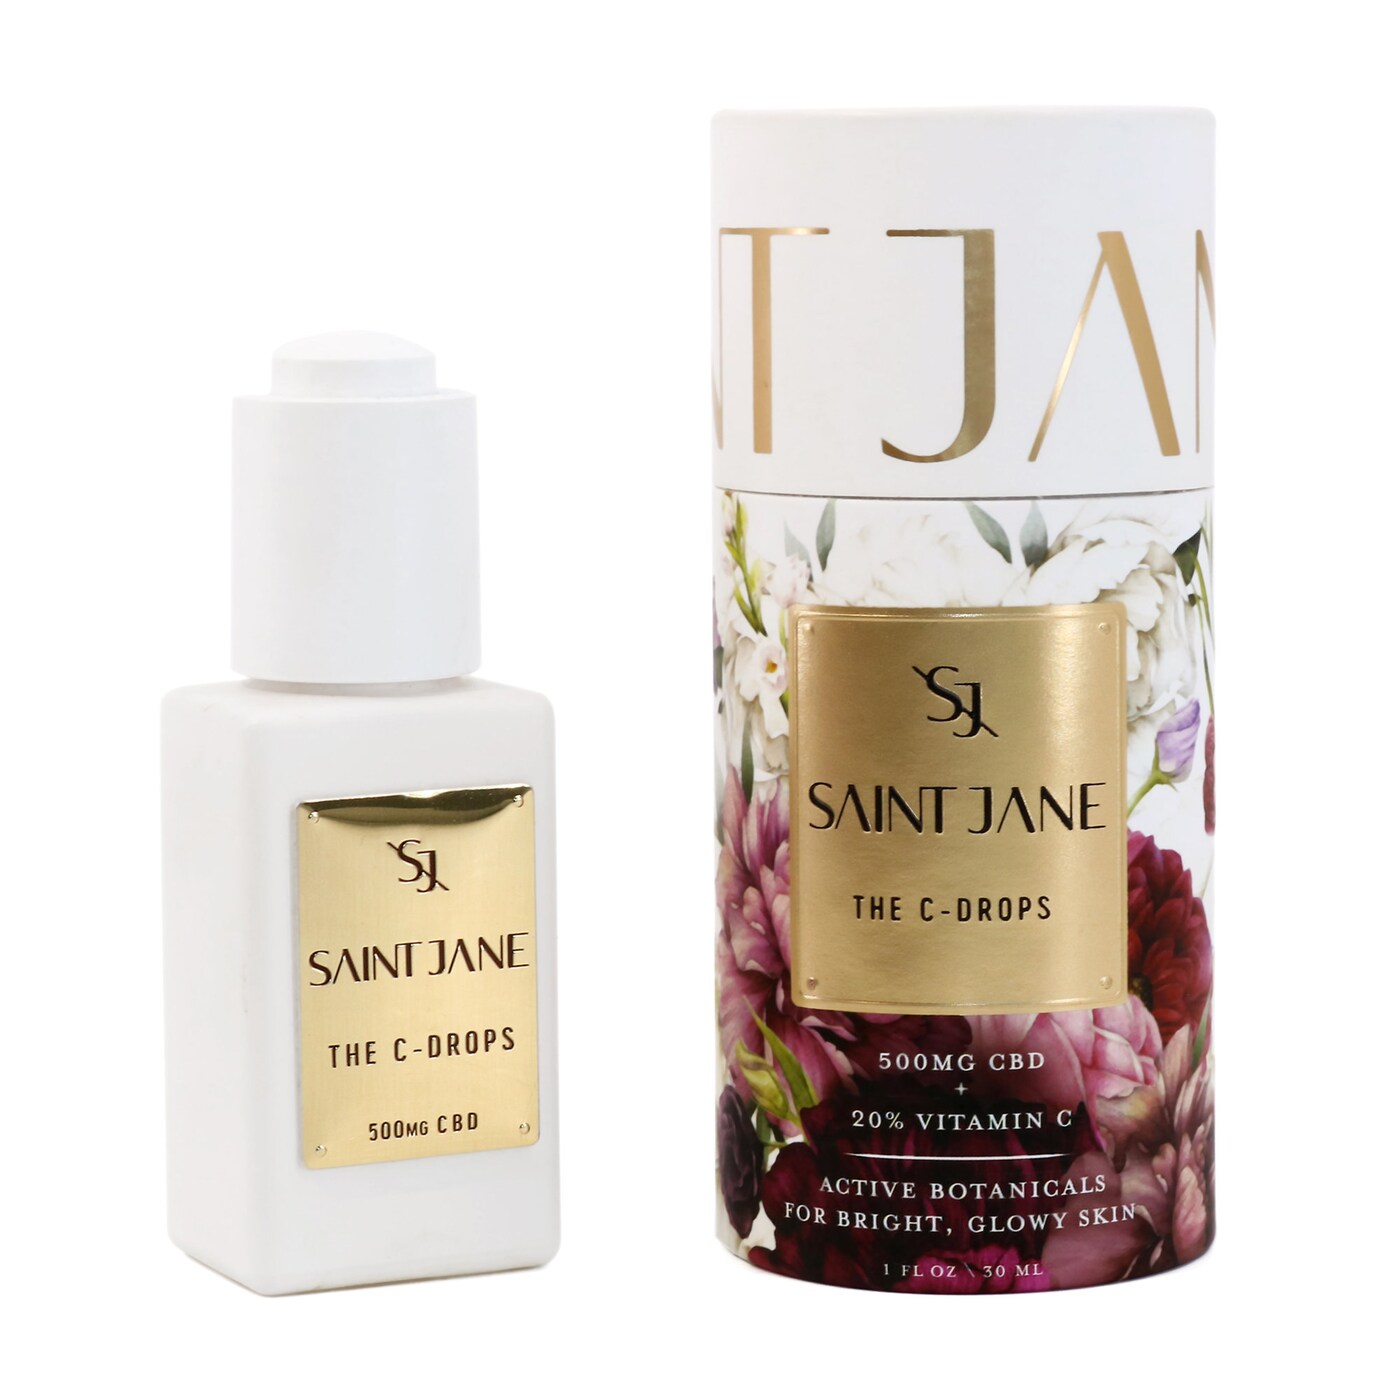 SJ
SAINT JANE
THE C-DROPS
500MG CBD
NT JAN
SJ
SAINT JANE
THE C-DROPS
500MG CBD
+
20% VITAMIN C
ACTIVE BOTANICALS
FOR BRIGHT, GLOWY SKIN
1 FL OZ \ 30 ML